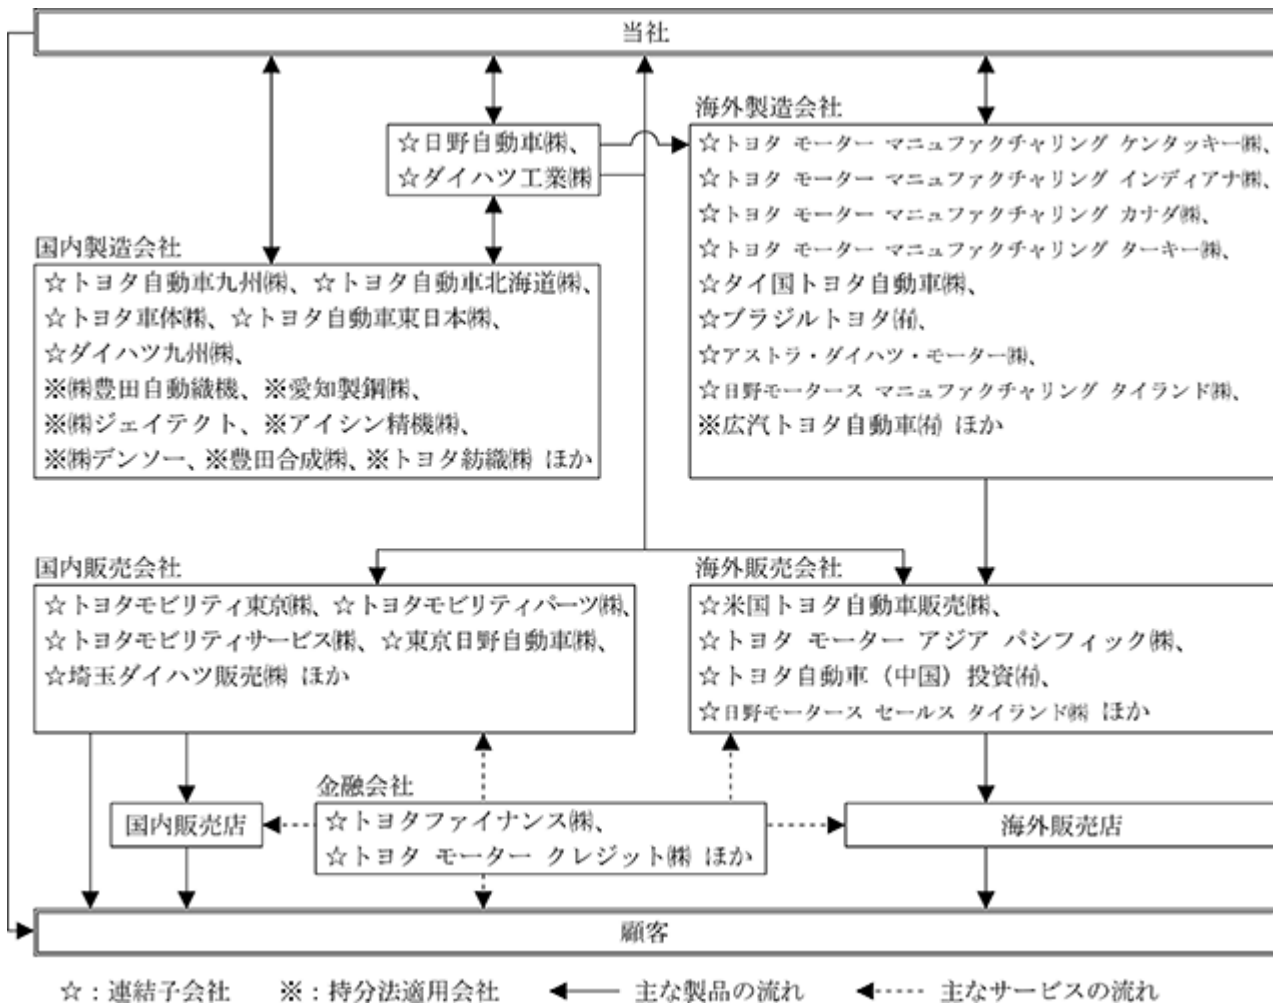 当社
☆日野自動車㈱、
☆ダイハツ工業㈱
海外製造会社
☆トヨタ モーター マニュファクチャリング ケンタッキー㈱、
☆トヨタ モーター マニュファクチャリング インディアナ㈱、
☆トヨタ モーター マニュファクチャリング カナダ㈱、
☆トヨタ モーター マニュファクチャリング ターキー㈱、
☆タイ国トヨタ自動車㈱、
☆ブラジルトヨタ㈲、
☆アストラ・ダイハツ・モーター㈱、
☆日野モータース マニュファクチャリング タイランド㈱、
※広汽トヨタ自動車㈲ ほか
国内製造会社
☆トヨタ自動車九州㈱、☆トヨタ自動車北海道㈱、
☆トヨタ車体㈱、☆トヨタ自動車東日本㈱、
☆ダイハツ九州㈱、
※㈱豊田自動織機、※愛知製鋼㈱、
※㈱ジェイテクト、※アイシン精機㈱、
※㈱デンソー、※豊田合成㈱、※トヨタ紡織㈱ ほか
国内販売会社
☆トヨタモビリティ東京㈱、☆トヨタモビリティパーツ㈱、
☆トヨタモビリティサービス㈱、☆東京日野自動車㈱、
☆埼玉ダイハツ販売㈱ ほか
海外販売会社
☆米国トヨタ自動車販売㈱、
☆トヨタ モーター アジア パシフィック㈱、
☆トヨタ自動車（中国）投資㈲、
☆日野モータース セールス タイランド㈱ ほか
金融会社
☆トヨタファイナンス㈱、
☆トヨタ モーター クレジット㈱ ほか
国内販売店
海外販売店
顧客
☆：連結子会社 ※：持分法適用会社 主な製品の流れ 主なサービスの流れ